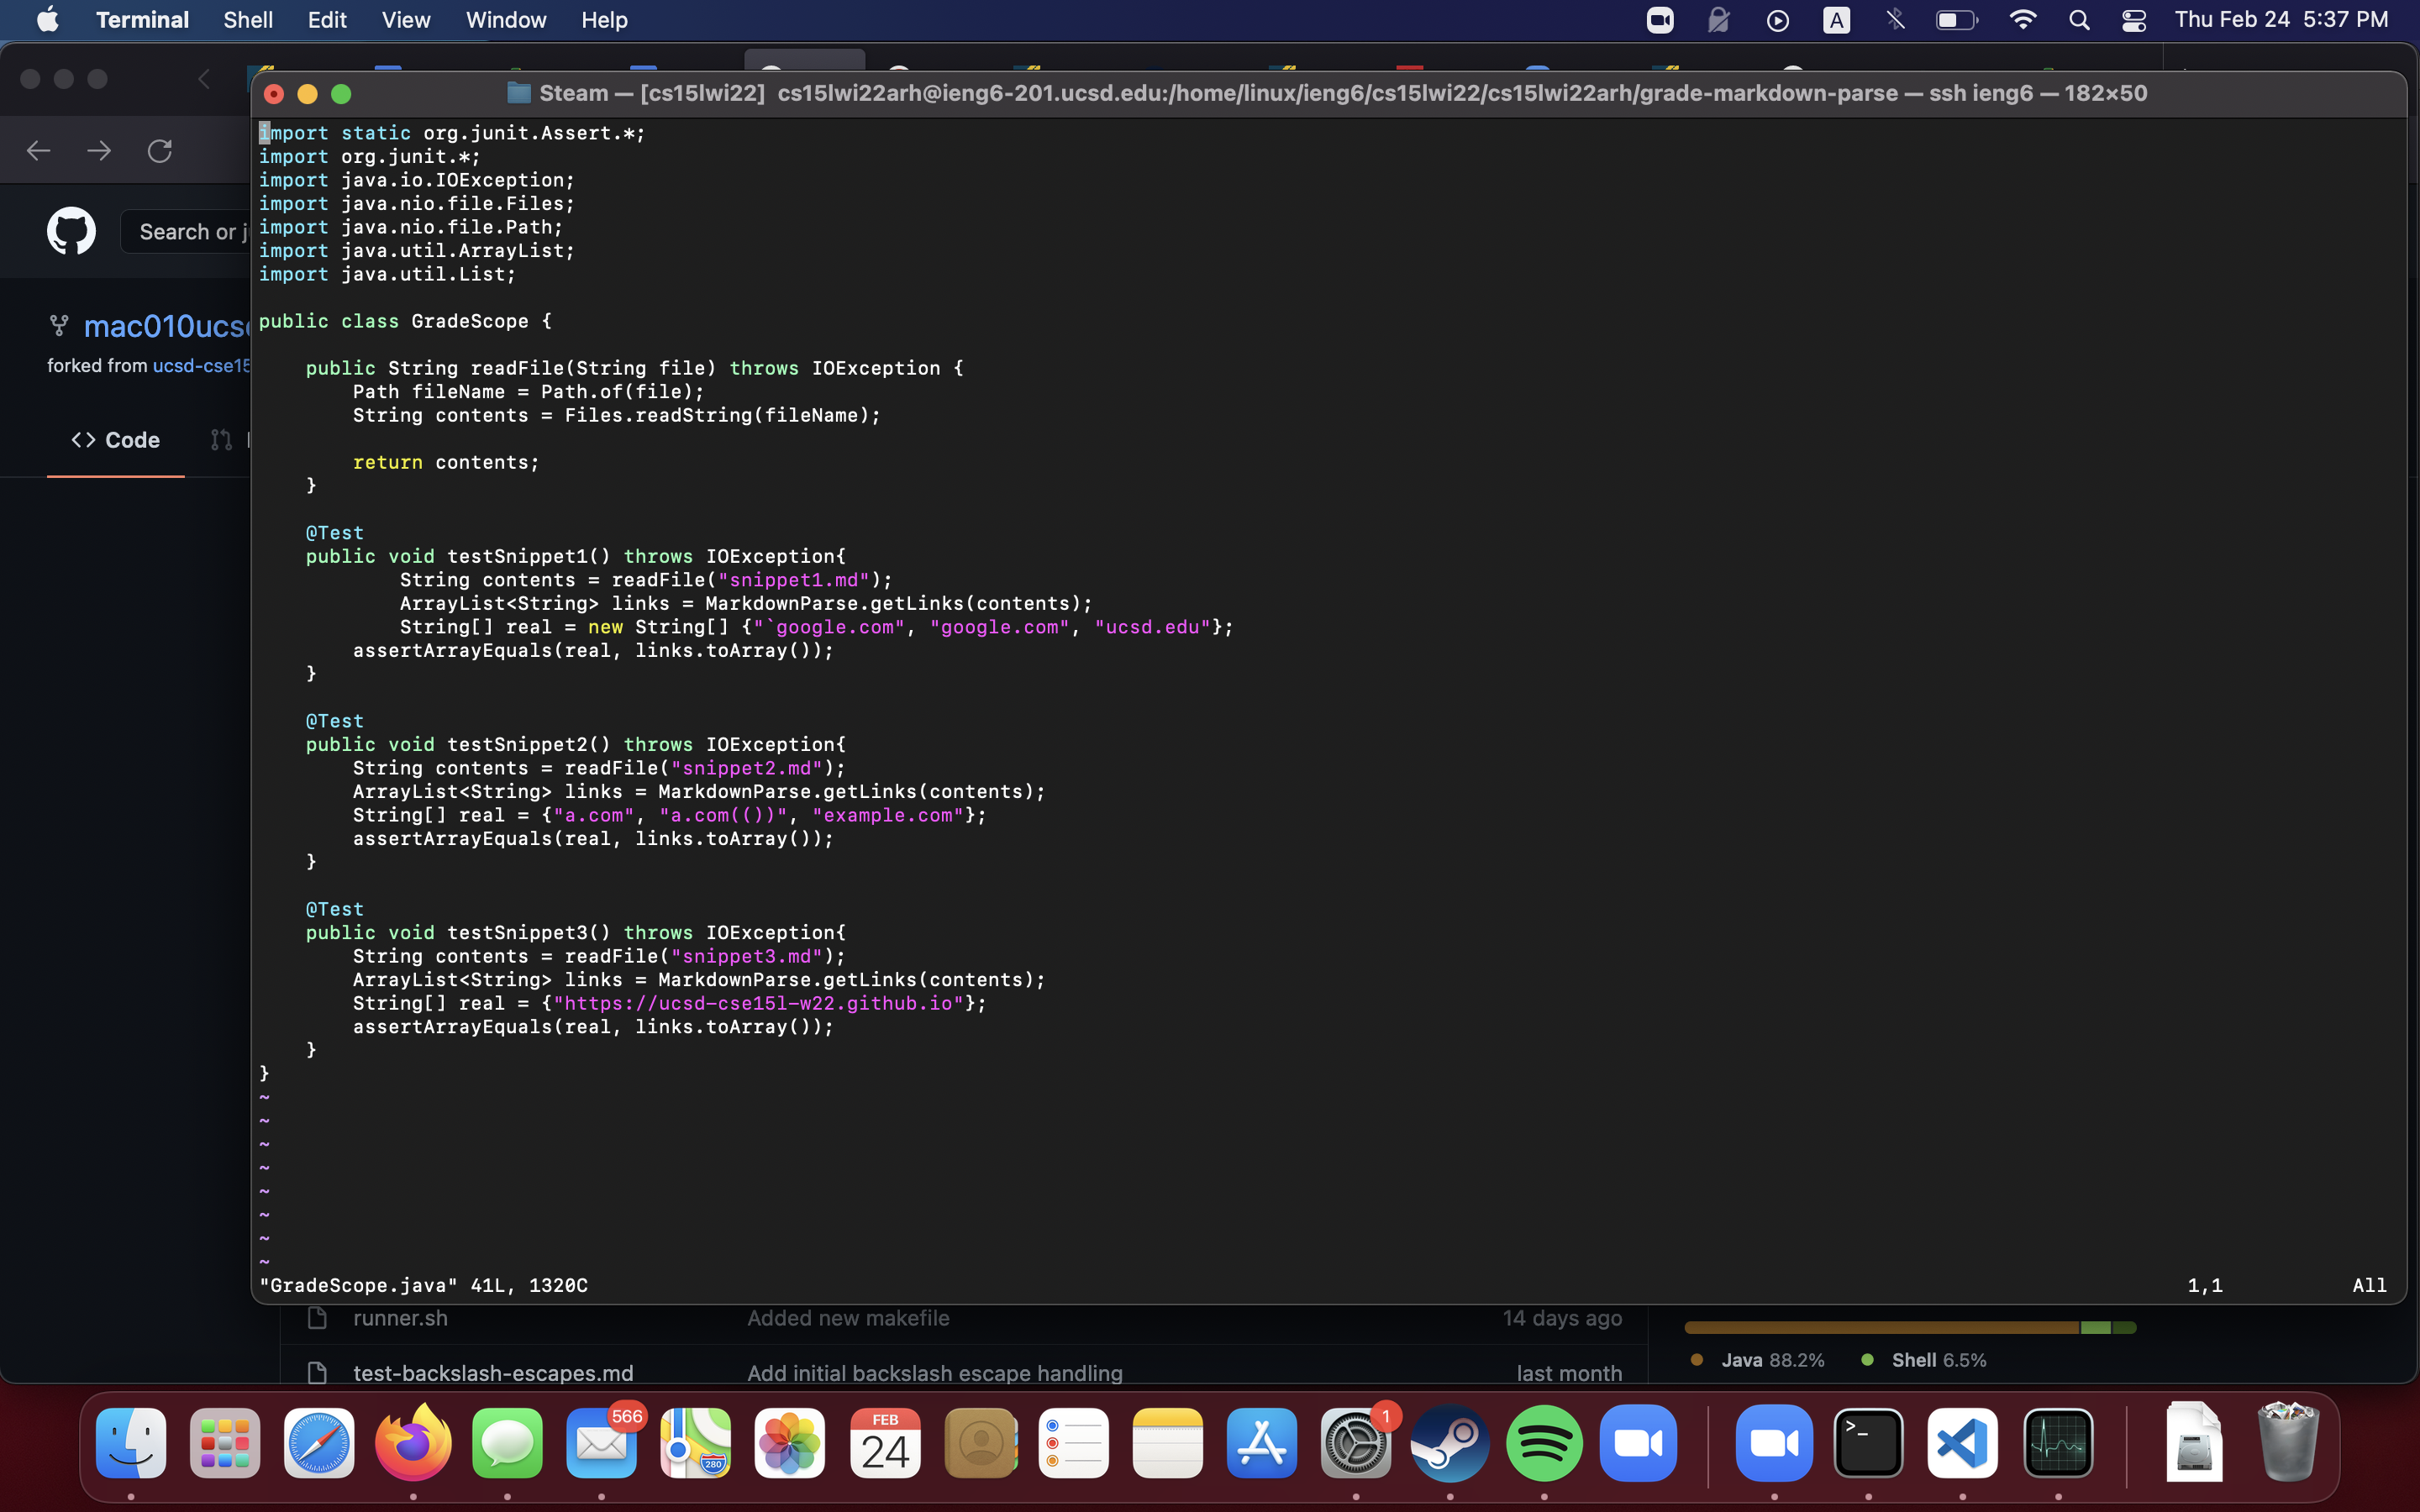 Terminal Shell Edit View Window Help A Thu Feb 24 5:37 PM
Steam — [cs15lwi22] cs15lwi22arh@ieng6-201.ucsd.edu:/home/linux/ieng6/cs15lwi22/cs15lwi22arh/grade-markdown-parse — ssh ieng6 — 182×50
Search or
mac010ucs
forked from ucsd-cse15
Code
import static org.junit.Assert.*;
import org.junit.*;
import java.io.IOException;
import java.nio.file.Files;
import java.nio.file.Path;
import java.util.ArrayList;
import java.util.List;
public class GradeScope {
public String readFile(String file) throws IOException {
Path fileName = Path.of(file);
String contents = Files.readString(fileName);
return contents;
}
@Test
public void testSnippet1() throws IOException{
String contents = readFile("snippet1.md");
ArrayList<String> links = MarkdownParse.getLinks(contents);
String[] real = new String[] {"`google.com", "google.com", "ucsd.edu"};
assertArrayEquals(real, links.toArray());
}
@Test
public void testSnippet2() throws IOException{
String contents = readFile("snippet2.md");
ArrayList<String> links = MarkdownParse.getLinks(contents);
String[] real = {"a.com", "a.com(())", "example.com"};
assertArrayEquals(real, links.toArray());
}
@Test
public void testSnippet3() throws IOException{
String contents = readFile("snippet3.md");
ArrayList<String> links = MarkdownParse.getLinks(contents);
String[] real = {"https://ucsd-cse15l-w22.github.io"};
assertArrayEquals(real, links.toArray());
}
}
~
~
~
~
~
~
~
~
"GradeScope.java" 41L, 1320C 1,1 All
runner.sh Added new makefile 14 days ago
test-backslash-escapes.md Add initial backslash escape handling last month
Java 88.2% Shell 6.5%
566
280
FEB
24
1
>_